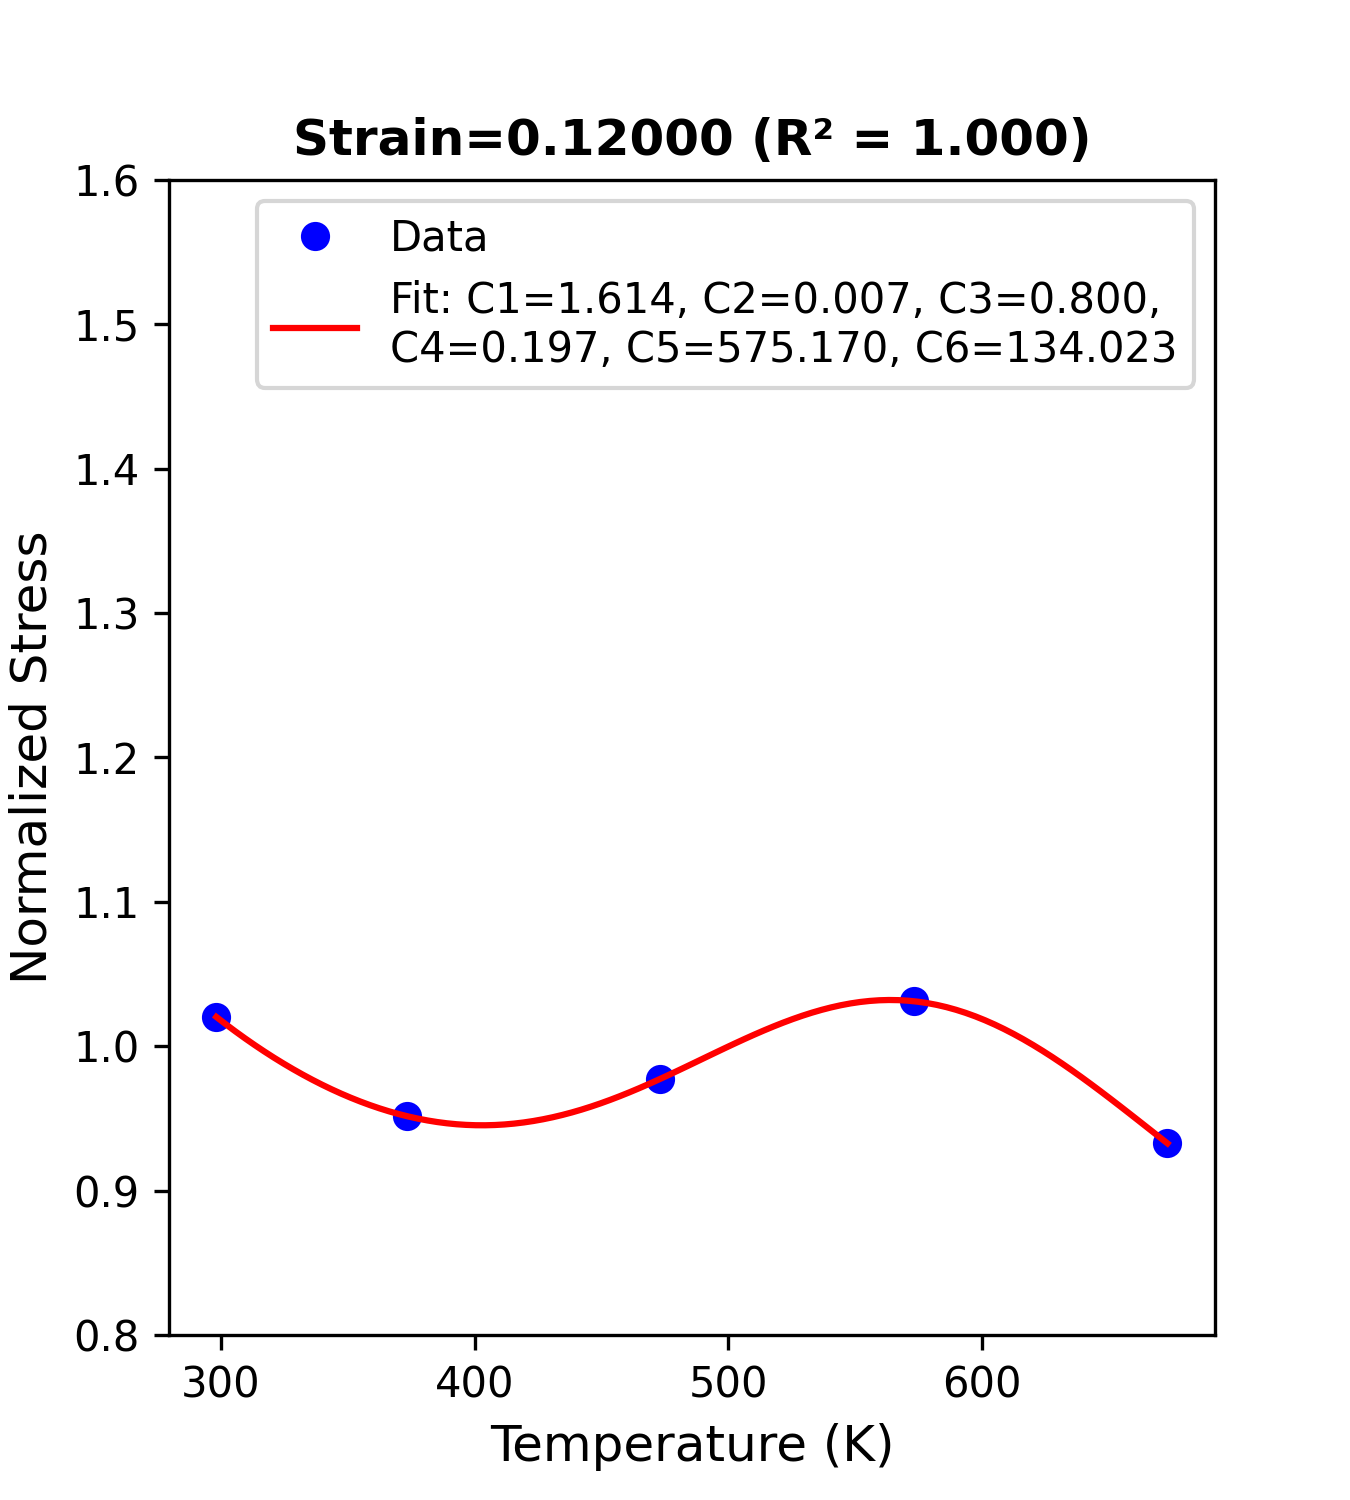 Strain=0.12000 (R² = 1.000)
Data
Fit: C1=1.614, C2=0.007, C3=0.800,
C4=0.197, C5=575.170, C6=134.023
Normalized Stress
1.6
1.5
1.4
1.3
1.2
1.1
1.0
0.9
0.8
300 400 500 600
Temperature (K)